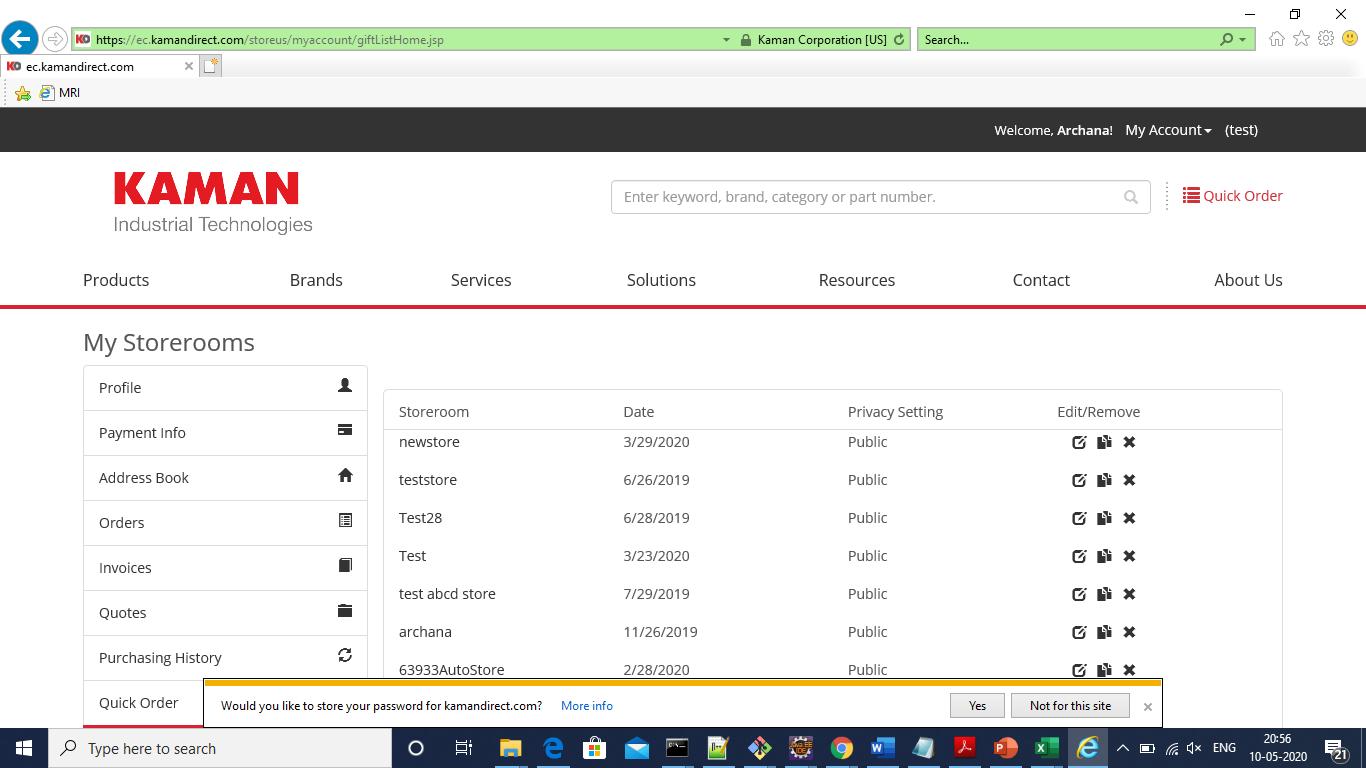 https://ec.kamandirect.com/storeus/myaccount/giftListHome.jsp Kaman Corporation [US] Search...
KD ec.kamandirect.com
MRI
Welcome, Archana! My Account (test)
KAMAN
Industrial Technologies
Enter keyword, brand, category or part number. Quick Order
Products Brands Services Solutions Resources Contact About Us
My Storerooms
Profile
Payment Info
Address Book
Orders
Invoices
Quotes
Purchasing History
Quick Order
Storeroom Date Privacy Setting Edit/Remove
newstore 3/29/2020 Public
teststore 6/26/2019 Public
Test28 6/28/2019 Public
Test 3/23/2020 Public
test abcd store 7/29/2019 Public
archana 11/26/2019 Public
63933AutoStore 2/28/2020 Public
Would you like to store your password for kamandirect.com? More info Yes Not for this site
Type here to search ENG 20:56
10-05-2020 21